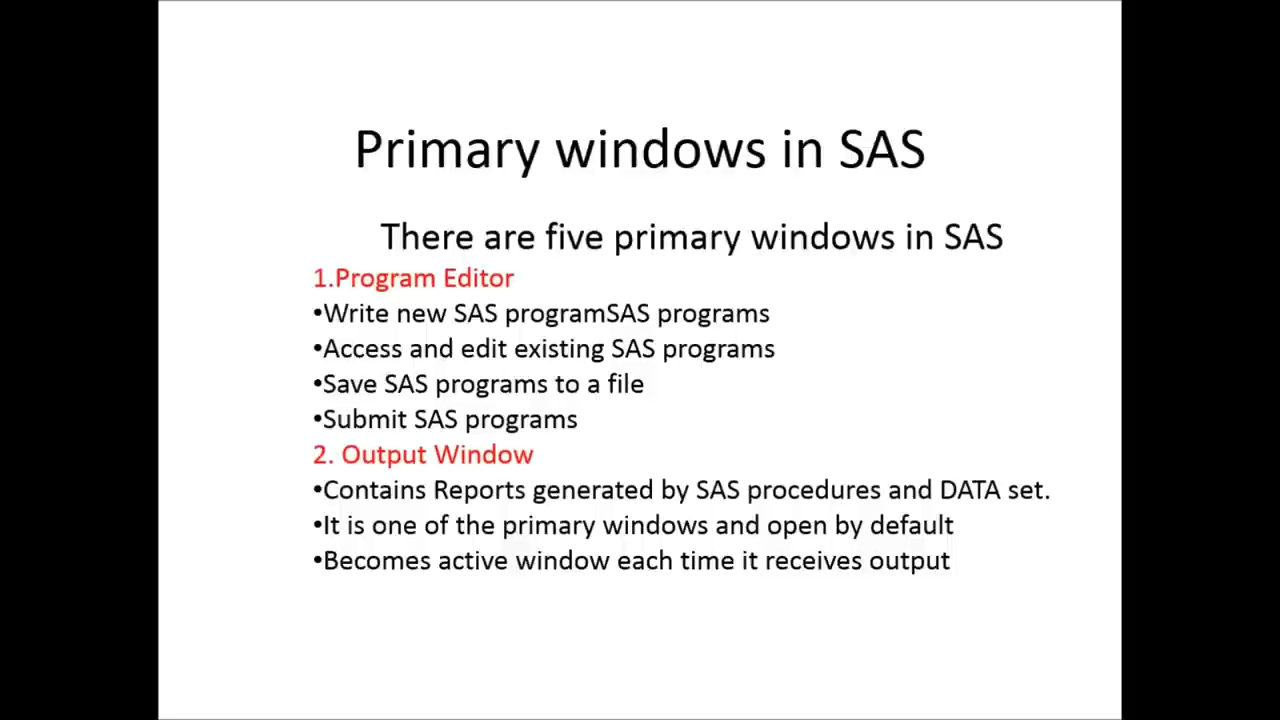 Primary windows in SAS
There are five primary windows in SAS
1.Program Editor
•Write new SAS programSAS programs
•Access and edit existing SAS programs
•Save SAS programs to a file
•Submit SAS programs
2. Output Window
•Contains Reports generated by SAS procedures and DATA set.
•It is one of the primary windows and open by default
•Becomes active window each time it receives output